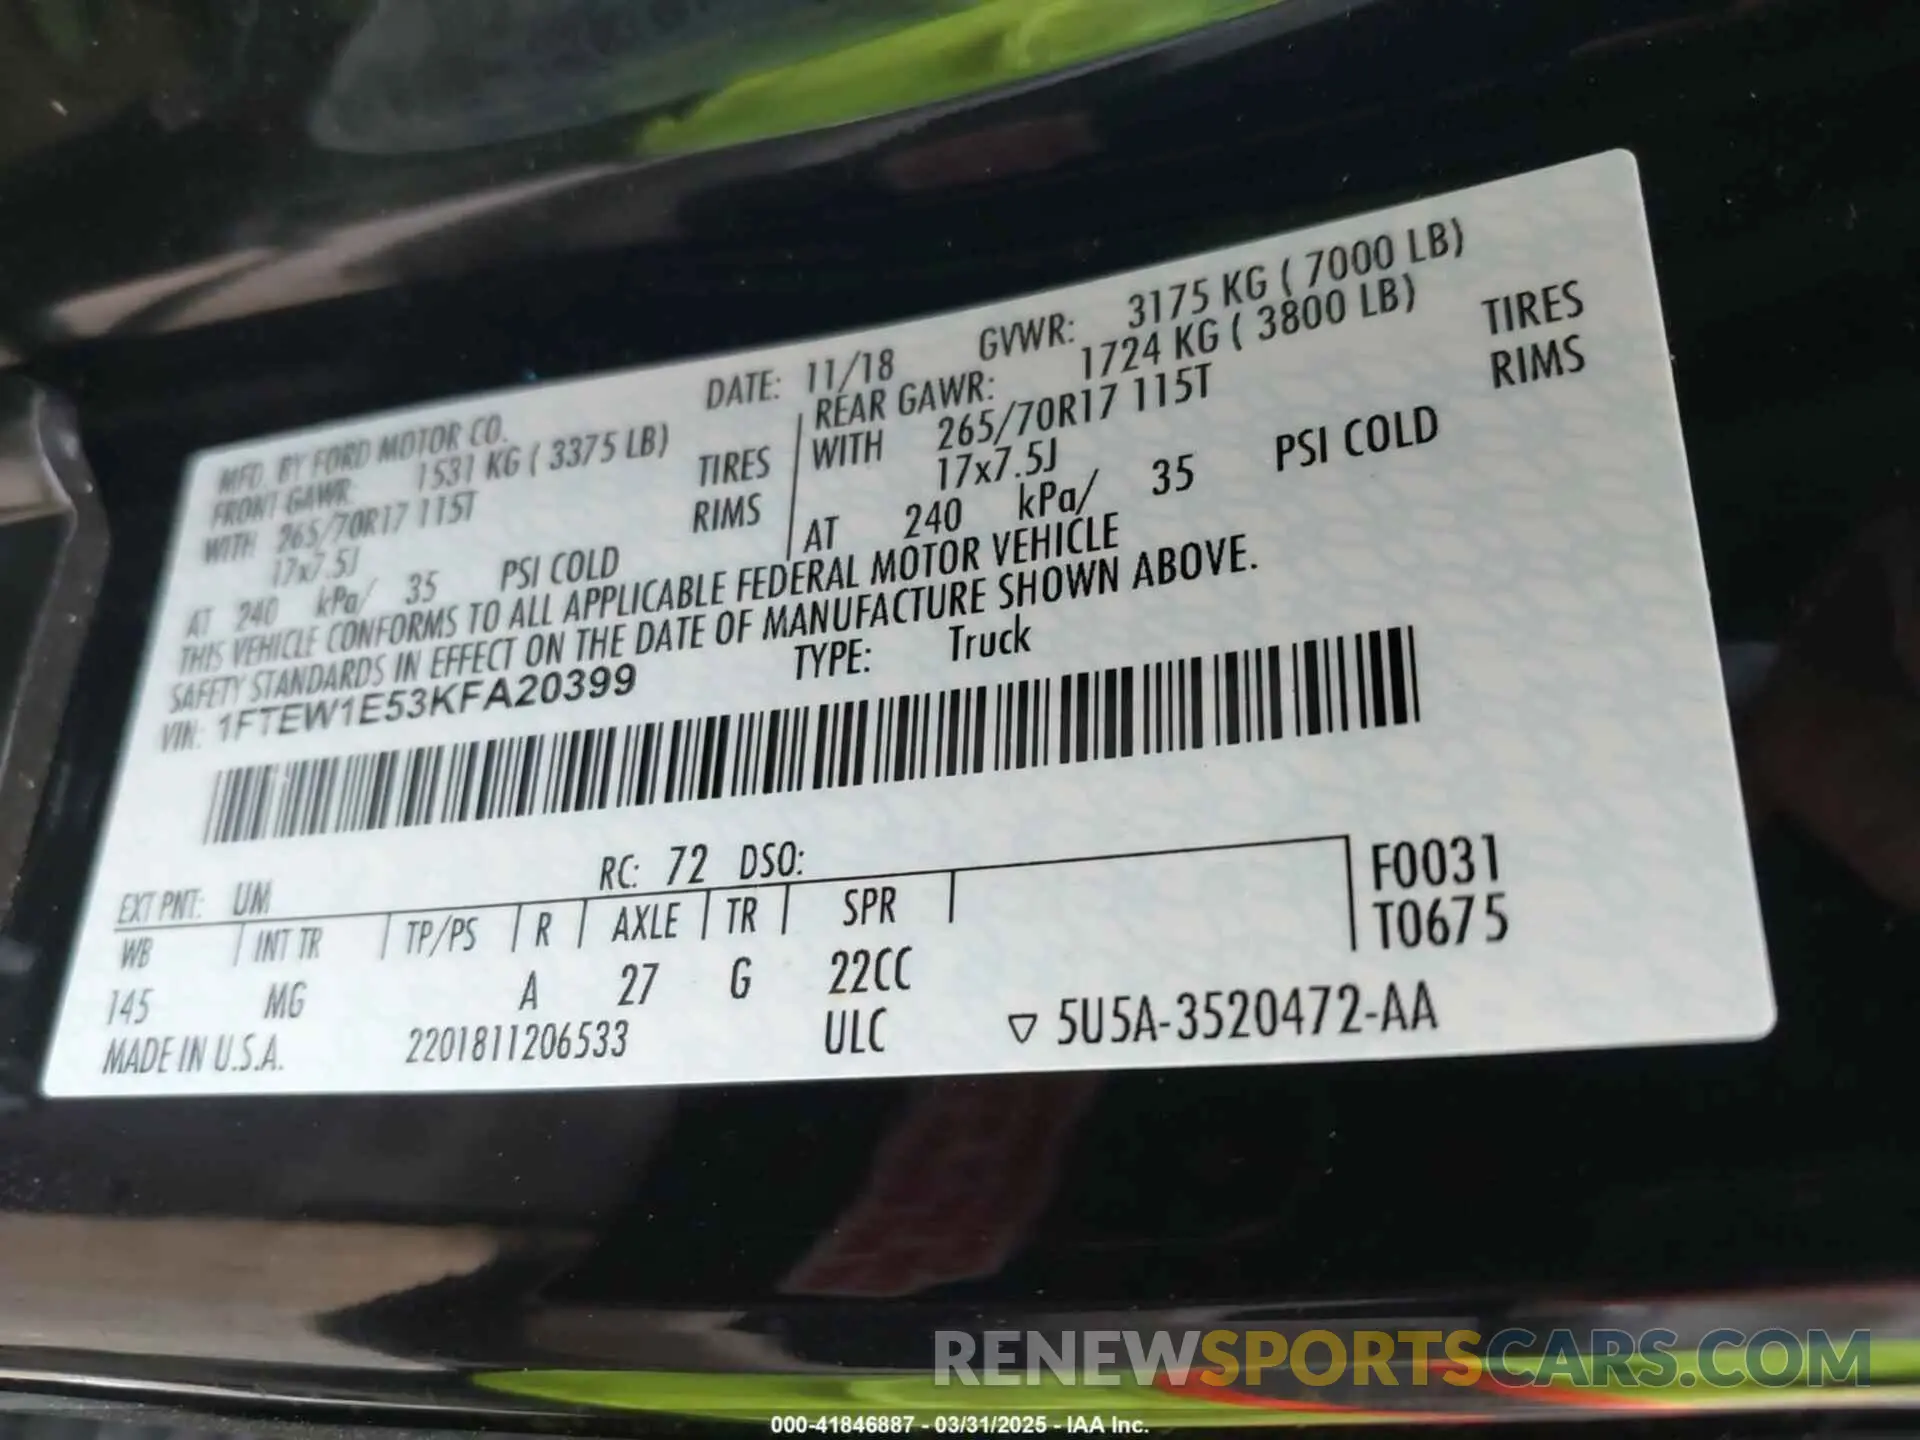 MFD. BY FORD MOTOR CO. DATE: 11/18 GVWR: 3175 KG ( 7000 LB)
FRONT GAWR: 1531 KG ( 3375 LB) REAR GAWR: 1724 KG ( 3800 LB)
WITH 265/70R17 115T TIRES WITH 265/70R17 115T TIRES
17x7.5J RIMS 17x7.5J RIMS
AT 240 kPa/ 35 PSI COLD AT 240 kPa/ 35 PSI COLD
THIS VEHICLE CONFORMS TO ALL APPLICABLE FEDERAL MOTOR VEHICLE
SAFETY STANDARDS IN EFFECT ON THE DATE OF MANUFACTURE SHOWN ABOVE.
VIN: 1FTEW1E53KFA20399 TYPE: Truck
EXT PNT: UM RC: 72 DSO: F0031
WB INT TR TP/PS R AXLE TR SPR T0675
145 MG A 27 G 22CC
MADE IN U.S.A. 2201811206533 ULC ▽ 5U5A-3520472-AA
RENEWSPORTSCARS.COM
000-41846887 - 03/31/2025 - IAA Inc.